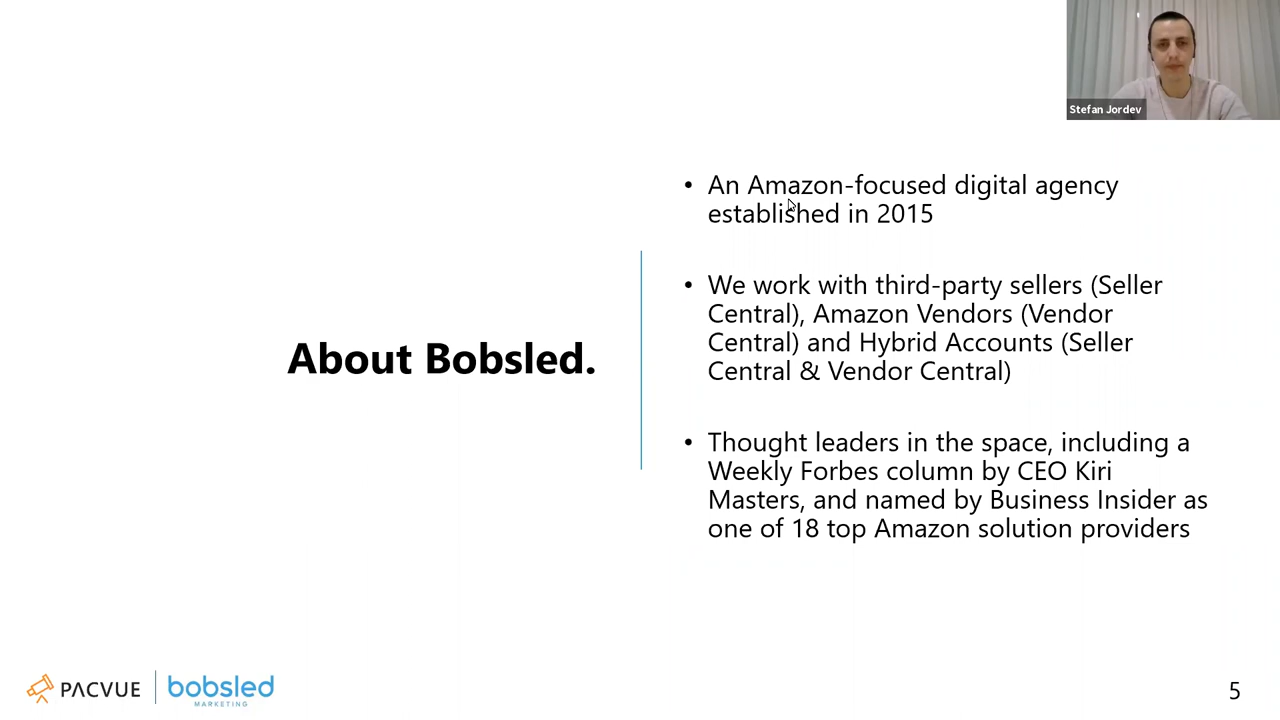 Stefan Jordev
About Bobsled.
• An Amazon-focused digital agency
established in 2015
• We work with third-party sellers (Seller
Central), Amazon Vendors (Vendor
Central) and Hybrid Accounts (Seller
Central & Vendor Central)
• Thought leaders in the space, including a
Weekly Forbes column by CEO Kiri
Masters, and named by Business Insider as
one of 18 top Amazon solution providers
PACVUE
bobsled
MARKETING
5